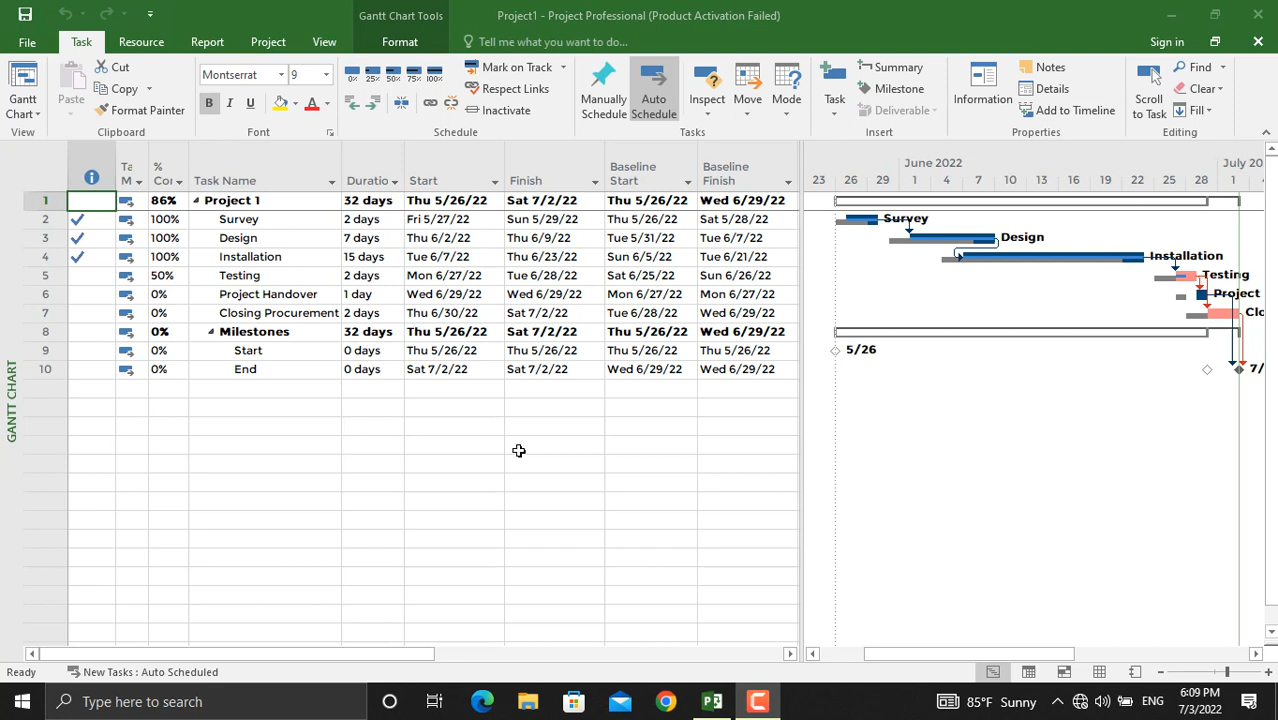 Gantt Chart Tools
Project1 - Project Professional (Product Activation Failed)
File Task Resource Report Project View Format Tell me what you want to do... Sign in
Gantt Chart
View
Paste
Cut
Copy
Format Painter
Clipboard
Montserrat 9
B I U A
Font
0% 25% 50% 75% 100%
Mark on Track
Respect Links
Inactivate
Schedule
Manually Schedule
Auto Schedule
Inspect
Move
Mode
Tasks
Task
Summary
Milestone
Deliverable
Insert
Information
Notes
Details
Add to Timeline
Properties
Scroll to Task
Find
Clear
Fill
Editing
Ta M % Cor Task Name Duratio Start Finish Baseline Start Baseline Finish
June 2022 July 20
23 26 29 1 4 7 10 13 16 19 22 25 28 1 4
1 86% Project 1 32 days Thu 5/26/22 Sat 7/2/22 Thu 5/26/22 Wed 6/29/22
2 100% Survey 2 days Fri 5/27/22 Sun 5/29/22 Thu 5/26/22 Sat 5/28/22 Survey
3 100% Design 7 days Thu 6/2/22 Thu 6/9/22 Tue 5/31/22 Tue 6/7/22 Design
4 100% Installation 15 days Tue 6/7/22 Thu 6/23/22 Sun 6/5/22 Tue 6/21/22 Installation
5 50% Testing 2 days Mon 6/27/22 Tue 6/28/22 Sat 6/25/22 Sun 6/26/22 Testing
6 0% Project Handover 1 day Wed 6/29/22 Wed 6/29/22 Mon 6/27/22 Mon 6/27/22 Project
7 0% Closing Procurement 2 days Thu 6/30/22 Sat 7/2/22 Tue 6/28/22 Wed 6/29/22 Clo
8 0% Milestones 32 days Thu 5/26/22 Sat 7/2/22 Thu 5/26/22 Wed 6/29/22
9 0% Start 0 days Thu 5/26/22 Thu 5/26/22 Thu 5/26/22 Thu 5/26/22 5/26
10 0% End 0 days Sat 7/2/22 Sat 7/2/22 Wed 6/29/22 Wed 6/29/22 7/
GANTT CHART
Ready New Tasks : Auto Scheduled
Type here to search
85°F Sunny ENG 6:09 PM
7/3/2022